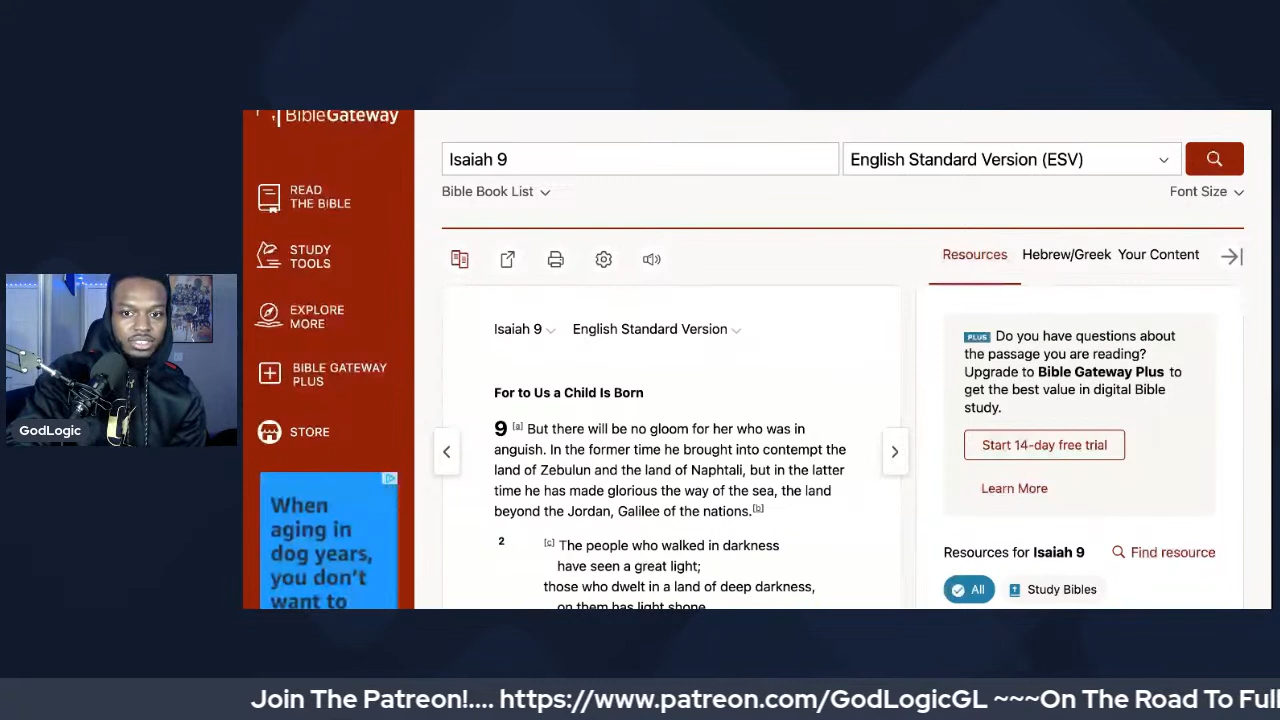 BibleGateway
Isaiah 9
English Standard Version (ESV)
Bible Book List
Font Size
READ
THE BIBLE
STUDY
TOOLS
EXPLORE
MORE
BIBLE GATEWAY
PLUS
STORE
When
aging in
dog years,
you don't
want to
GodLogic
Resources
Hebrew/Greek
Your Content
Isaiah 9
English Standard Version
For to Us a Child Is Born
9 [a] But there will be no gloom for her who was in
anguish. In the former time he brought into contempt the
land of Zebulun and the land of Naphtali, but in the latter
time he has made glorious the way of the sea, the land
beyond the Jordan, Galilee of the nations.[b]
2 [c] The people who walked in darkness
have seen a great light;
those who dwelt in a land of deep darkness,
on them has light shone.
PLUS Do you have questions about
the passage you are reading?
Upgrade to Bible Gateway Plus to
get the best value in digital Bible
study.
Start 14-day free trial
Learn More
Resources for Isaiah 9
Find resource
All
Study Bibles
Join The Patreon!.... https://www.patreon.com/GodLogicGL ~~~On The Road To Full